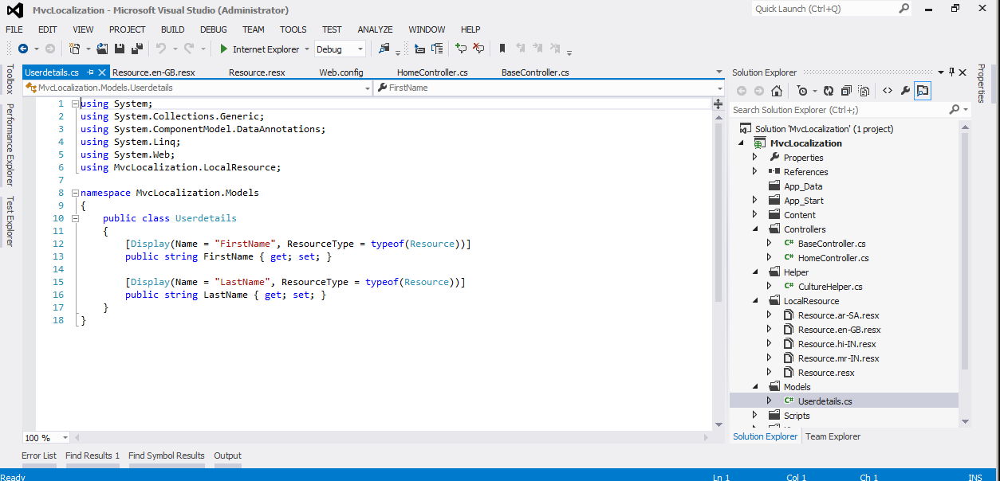 MvcLocalization - Microsoft Visual Studio (Administrator)
Quick Launch (Ctrl+Q)
FILE EDIT VIEW PROJECT BUILD DEBUG TEAM TOOLS TEST ANALYZE WINDOW HELP
Internet Explorer Debug
Toolbox
Performance Explorer
Test Explorer
Userdetails.cs Resource.en-GB.resx Resource.resx Web.config HomeController.cs BaseController.cs
MvcLocalization.Models.Userdetails FirstName
1 using System;
2 using System.Collections.Generic;
3 using System.ComponentModel.DataAnnotations;
4 using System.Linq;
5 using System.Web;
6 using MvcLocalization.LocalResource;
7
8 namespace MvcLocalization.Models
9 {
10 public class Userdetails
11 {
12 [Display(Name = "FirstName", ResourceType = typeof(Resource))]
13 public string FirstName { get; set; }
14
15 [Display(Name = "LastName", ResourceType = typeof(Resource))]
16 public string LastName { get; set; }
17 }
18 }
100 %
Solution Explorer
Search Solution Explorer (Ctrl+;)
Solution 'MvcLocalization' (1 project)
MvcLocalization
Properties
References
App_Data
App_Start
Content
Controllers
C# BaseController.cs
C# HomeController.cs
Helper
C# CultureHelper.cs
LocalResource
Resource.ar-SA.resx
Resource.en-GB.resx
Resource.hi-IN.resx
Resource.mr-IN.resx
Resource.resx
Models
C# Userdetails.cs
Scripts
Solution Explorer Team Explorer
Properties
Error List Find Results 1 Find Symbol Results Output
Ready Ln 1 Col 1 Ch 1 INS